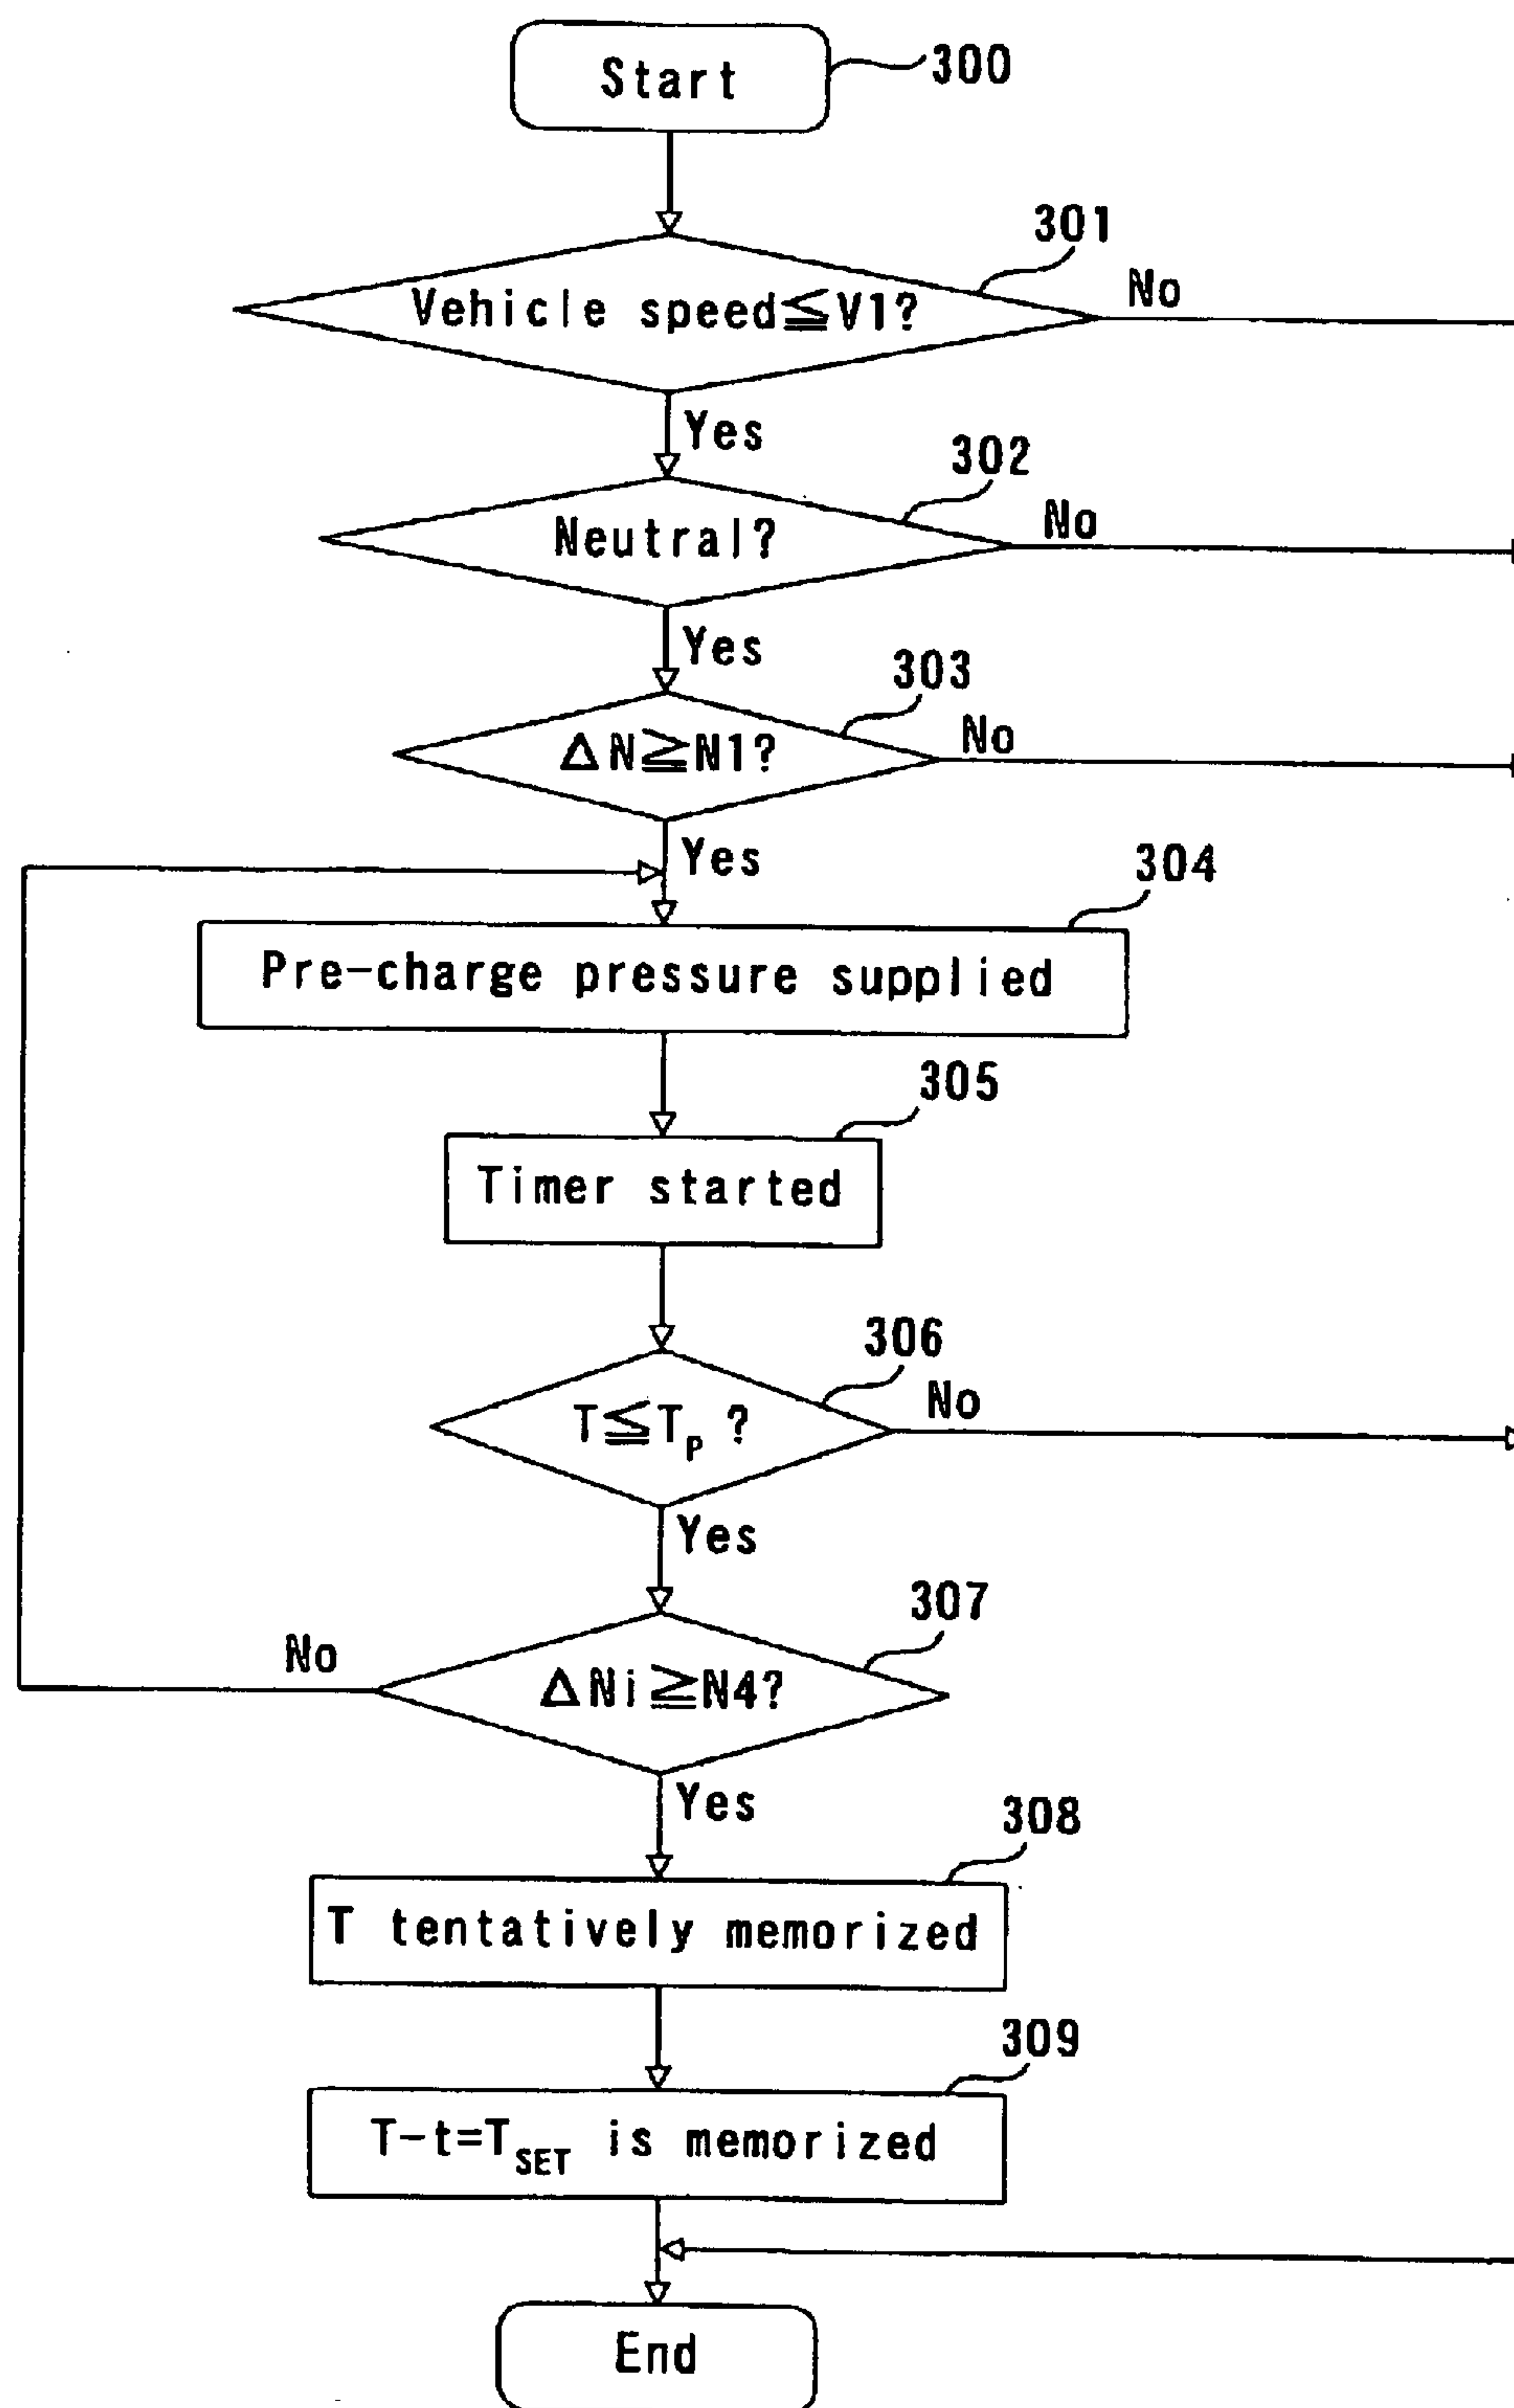 Start
300
301
Vehicle speed≦V1?
No
Yes
302
Neutral?
No
Yes
303
ΔN≧N1?
No
Yes
304
Pre-charge pressure supplied
305
Timer started
306
T≦Tp ?
No
Yes
307
ΔNi≧N4?
No
Yes
308
T tentatively memorized
309
T-t=TSET is memorized
End